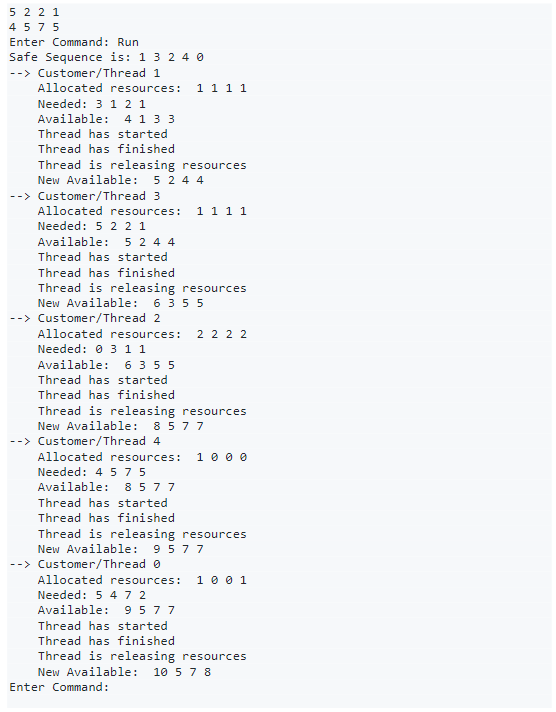 5 2 2 1
4 5 7 5
Enter Command: Run
Safe Sequence is: 1 3 2 4 0
--> Customer/Thread 1
    Allocated resources:  1 1 1 1
    Needed: 3 1 2 1
    Available:  4 1 3 3
    Thread has started
    Thread has finished
    Thread is releasing resources
    New Available:  5 2 4 4
--> Customer/Thread 3
    Allocated resources:  1 1 1 1
    Needed: 5 2 2 1
    Available:  5 2 4 4
    Thread has started
    Thread has finished
    Thread is releasing resources
    New Available:  6 3 5 5
--> Customer/Thread 2
    Allocated resources:  2 2 2 2
    Needed: 0 3 1 1
    Available:  6 3 5 5
    Thread has started
    Thread has finished
    Thread is releasing resources
    New Available:  8 5 7 7
--> Customer/Thread 4
    Allocated resources:  1 0 0 0
    Needed: 4 5 7 5
    Available:  8 5 7 7
    Thread has started
    Thread has finished
    Thread is releasing resources
    New Available:  9 5 7 7
--> Customer/Thread 0
    Allocated resources:  1 0 0 1
    Needed: 5 4 7 2
    Available:  9 5 7 7
    Thread has started
    Thread has finished
    Thread is releasing resources
    New Available:  10 5 7 8
Enter Command: